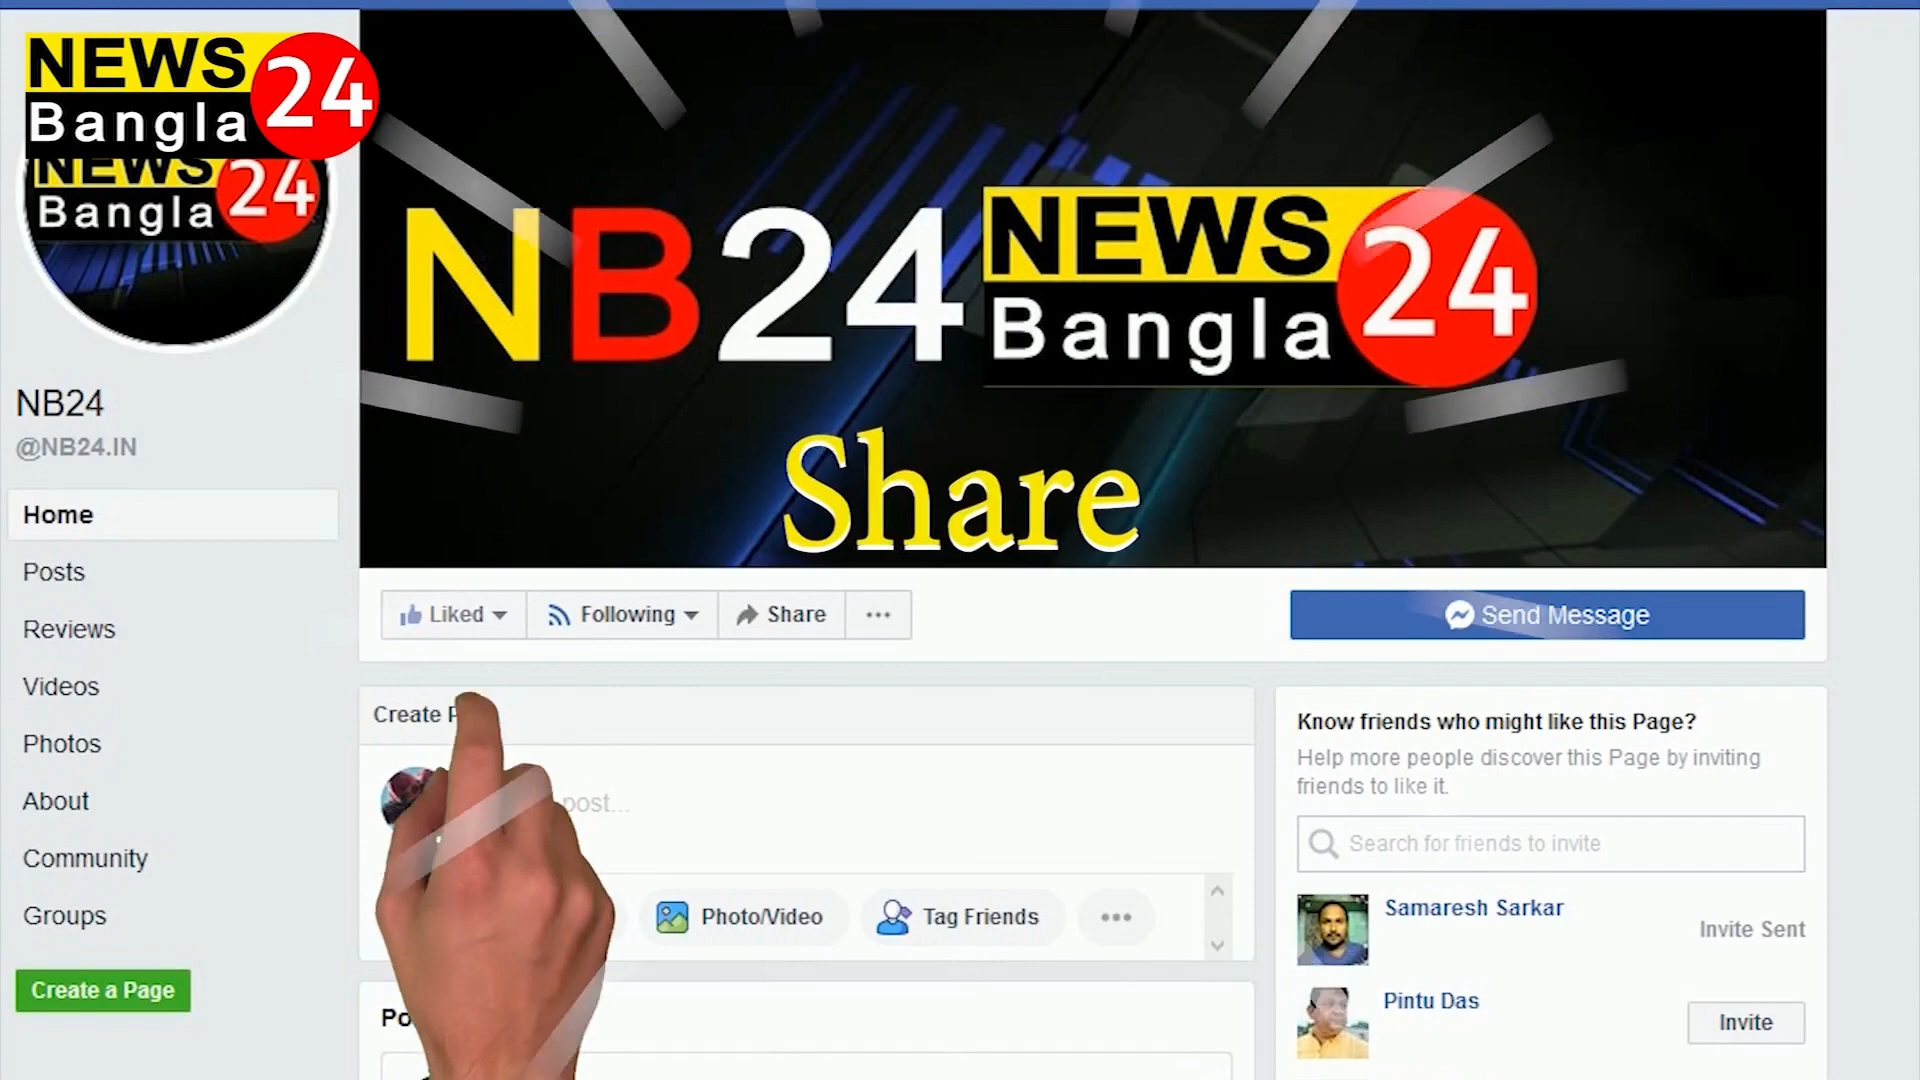 NEWS
Bangla 24
NEWS
Bangla 24
NB24
NEWS
Bangla 24
Share
NB24
@NB24.IN
Home
Posts
Reviews
Videos
Photos
About
Community
Groups
Create a Page
Liked
Following
Share
Send Message
Create
post...
Photo/Video
Tag Friends
Know friends who might like this Page?
Help more people discover this Page by inviting
friends to like it.
Search for friends to invite
Samaresh Sarkar
Invite Sent
Pintu Das
Invite